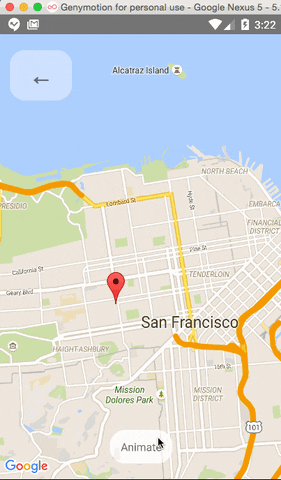 Genymotion for personal use - Google Nexus 5 - 5.
3:22
←
Alcatraz Island
NORTH BEACH
PRESIDIO
Lombard St
Hyde St
EMBARCA
FINANCIAL
DISTRICT
Pine St
California St
TENDERLOIN
Geary Blvd
San Francisco
HAIGHT-ASHBURY
10th St
Mission
Dolores Park
MISSION
DISTRICT
101
Animate
Google